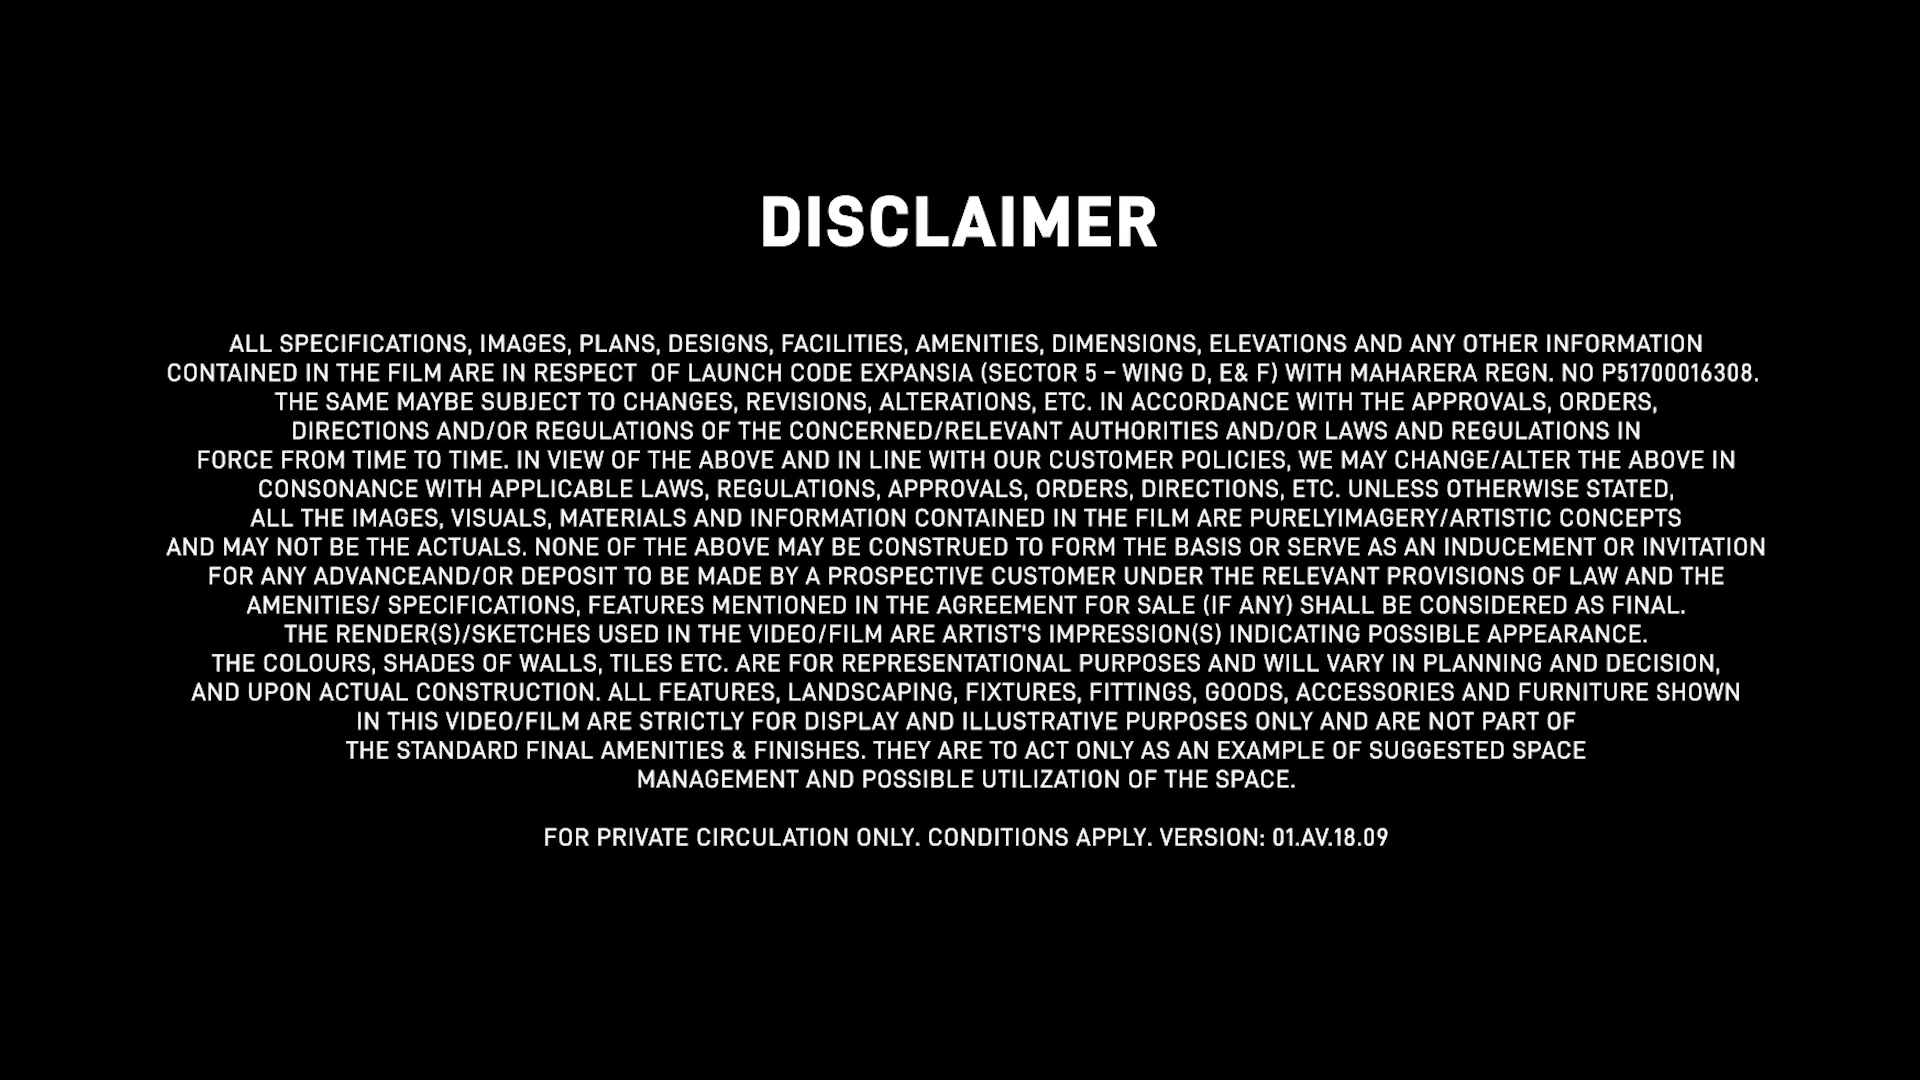 DISCLAIMER
ALL SPECIFICATIONS, IMAGES, PLANS, DESIGNS, FACILITIES, AMENITIES, DIMENSIONS, ELEVATIONS AND ANY OTHER INFORMATION
CONTAINED IN THE FILM ARE IN RESPECT  OF LAUNCH CODE EXPANSIA (SECTOR 5 – WING D, E& F) WITH MAHARERA REGN. NO P51700016308.
THE SAME MAYBE SUBJECT TO CHANGES, REVISIONS, ALTERATIONS, ETC. IN ACCORDANCE WITH THE APPROVALS, ORDERS,
DIRECTIONS AND/OR REGULATIONS OF THE CONCERNED/RELEVANT AUTHORITIES AND/OR LAWS AND REGULATIONS IN
FORCE FROM TIME TO TIME. IN VIEW OF THE ABOVE AND IN LINE WITH OUR CUSTOMER POLICIES, WE MAY CHANGE/ALTER THE ABOVE IN
CONSONANCE WITH APPLICABLE LAWS, REGULATIONS, APPROVALS, ORDERS, DIRECTIONS, ETC. UNLESS OTHERWISE STATED,
ALL THE IMAGES, VISUALS, MATERIALS AND INFORMATION CONTAINED IN THE FILM ARE PURELYIMAGERY/ARTISTIC CONCEPTS
AND MAY NOT BE THE ACTUALS. NONE OF THE ABOVE MAY BE CONSTRUED TO FORM THE BASIS OR SERVE AS AN INDUCEMENT OR INVITATION
FOR ANY ADVANCEAND/OR DEPOSIT TO BE MADE BY A PROSPECTIVE CUSTOMER UNDER THE RELEVANT PROVISIONS OF LAW AND THE
AMENITIES/ SPECIFICATIONS, FEATURES MENTIONED IN THE AGREEMENT FOR SALE (IF ANY) SHALL BE CONSIDERED AS FINAL.
THE RENDER(S)/SKETCHES USED IN THE VIDEO/FILM ARE ARTIST'S IMPRESSION(S) INDICATING POSSIBLE APPEARANCE.
THE COLOURS, SHADES OF WALLS, TILES ETC. ARE FOR REPRESENTATIONAL PURPOSES AND WILL VARY IN PLANNING AND DECISION,
AND UPON ACTUAL CONSTRUCTION. ALL FEATURES, LANDSCAPING, FIXTURES, FITTINGS, GOODS, ACCESSORIES AND FURNITURE SHOWN
IN THIS VIDEO/FILM ARE STRICTLY FOR DISPLAY AND ILLUSTRATIVE PURPOSES ONLY AND ARE NOT PART OF
THE STANDARD FINAL AMENITIES & FINISHES. THEY ARE TO ACT ONLY AS AN EXAMPLE OF SUGGESTED SPACE
MANAGEMENT AND POSSIBLE UTILIZATION OF THE SPACE.
FOR PRIVATE CIRCULATION ONLY. CONDITIONS APPLY. VERSION: 01.AV.18.09